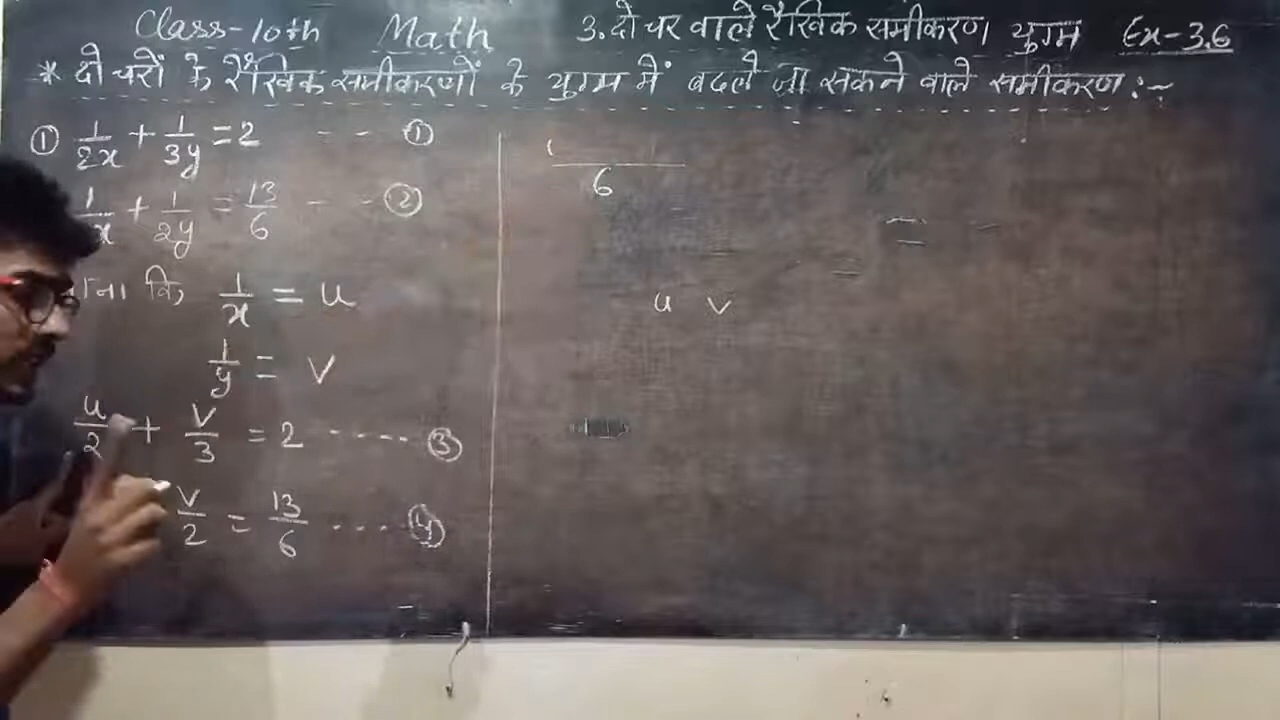 Class-10th Math 3. दो चर वाले रैखिक समीकरण युग्म Ex-3.6
* दो चरों के रैखिक समीकरणों के युग्म में बदले जा सकने वाले समीकरण:-
① 1/2x + 1/3y = 2 - - - ①
1/x + 1/2y = 13/6 - - - ②
माना कि, 1/x = u
1/y = v
u/2 + v/3 = 2 ----- ③
v/2 = 13/6 ---- ④
6
u v